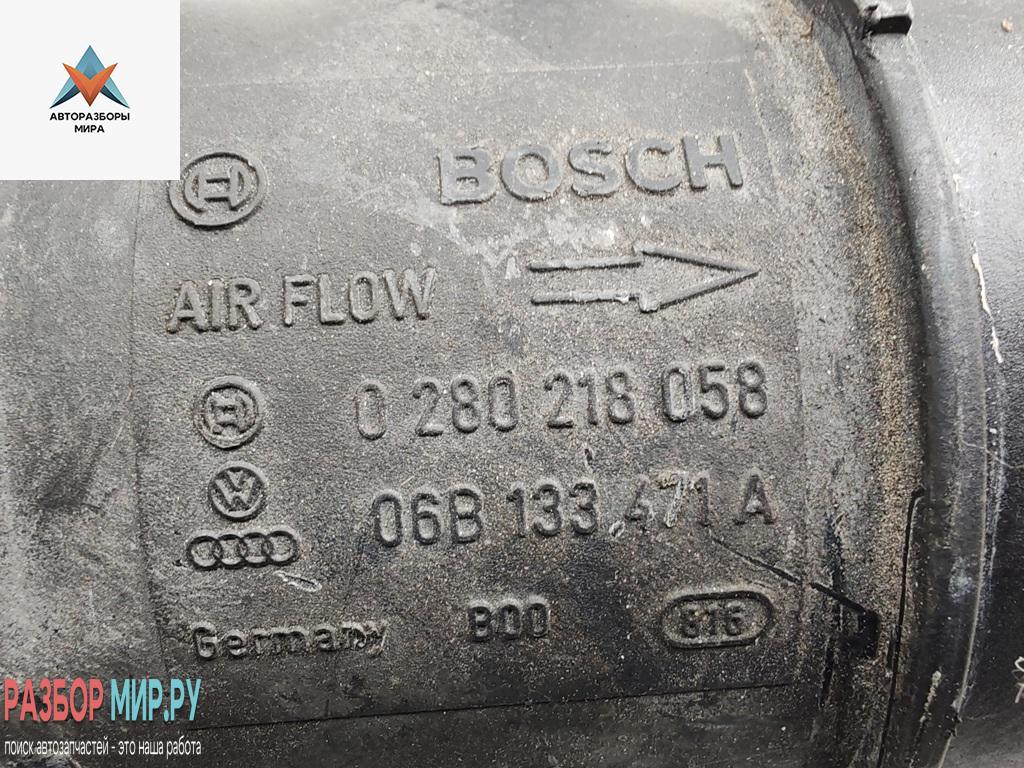 АВТОРАЗБОРЫ
МИРА
BOSCH
AIR FLOW
0 280 218 058
06B 133 471 A
Germany B00 816
РАЗБОР МИР.РУ
поиск автозапчастей - это наша работа